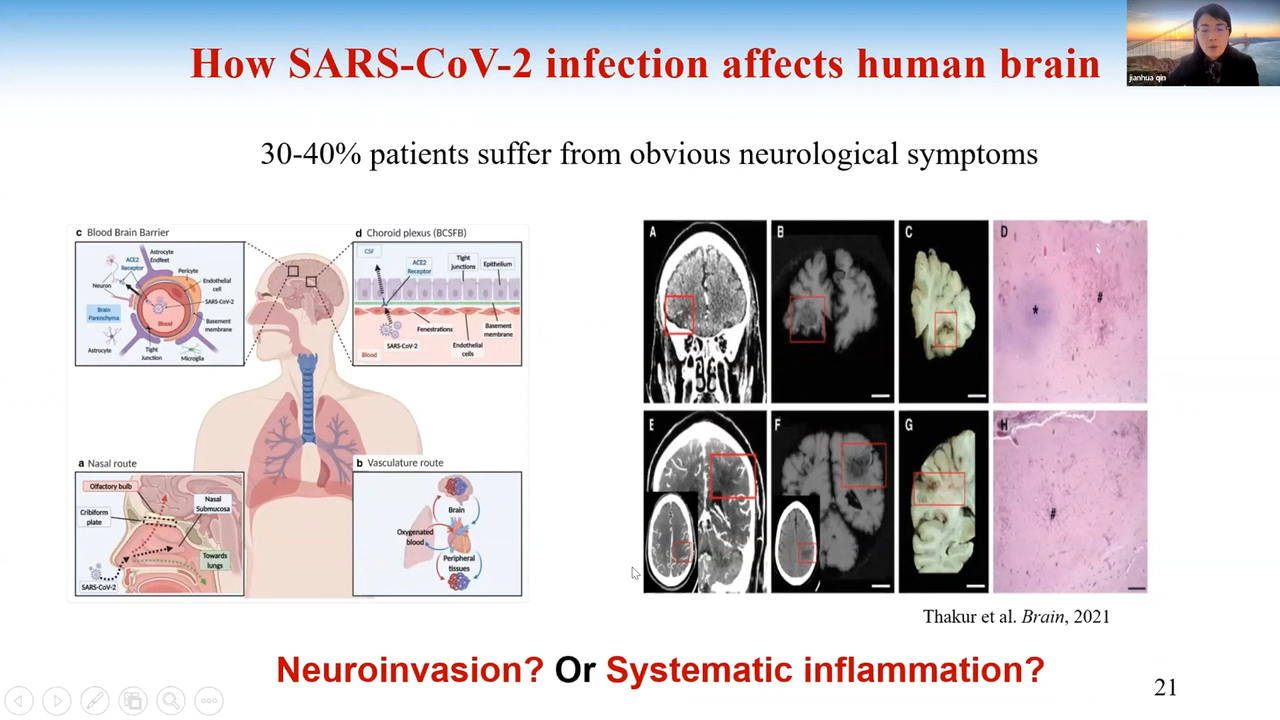 How SARS-CoV-2 infection affects human brain
jianhua qin
30-40% patients suffer from obvious neurological symptoms
c Blood Brain Barrier
Astrocyte
Endfeet
ACE2
Receptor
Pericyte
Neuron
Endothelial
cell
SARS-CoV-2
Brain
Parenchyma
Blood
Basement
membrane
Astrocyte
Tight
Junction
Microglia
d Choroid plexus (BCSFB)
CSF
ACE2
Receptor
Tight
junctions
Epithelium
Fenestrations
Basement
membrane
SARS-CoV-2
Endothelial
cells
Blood
a Nasal route
Olfactory bulb
Cribiform
plate
Nasal
Submucosa
Towards
lungs
SARS-CoV-2
b Vasculature route
Brain
Oxygenated
blood
Peripheral
tissues
A
B
C
D
*
#
E
F
G
H
#
Thakur et al. Brain, 2021
Neuroinvasion? Or Systematic inflammation?
21